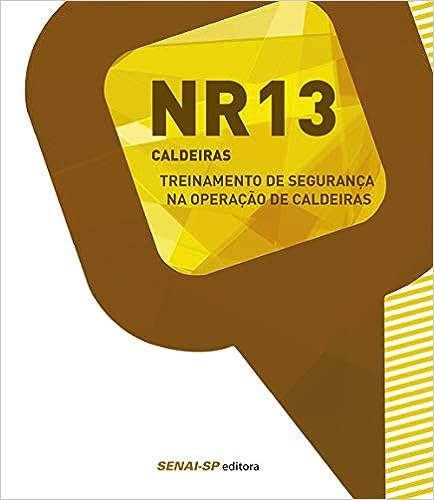 NR13
CALDEIRAS
TREINAMENTO DE SEGURANÇA
NA OPERAÇÃO DE CALDEIRAS
SENAI-SP editora